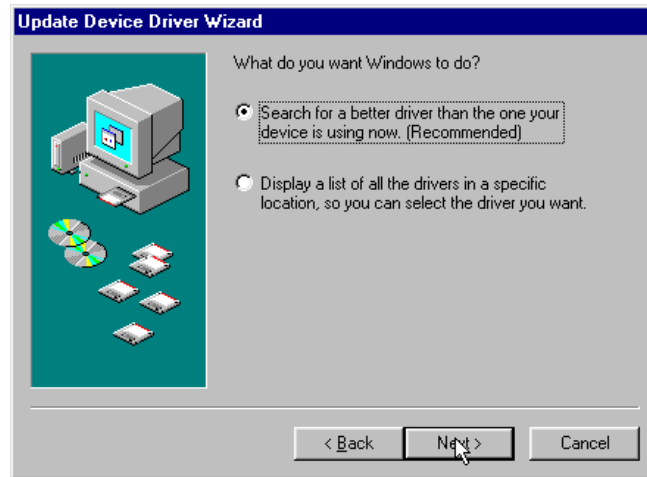 Update Device Driver Wizard
What do you want Windows to do?
Search for a better driver than the one your
device is using now. (Recommended)
Display a list of all the drivers in a specific
location, so you can select the driver you want.
< Back
Next >
Cancel